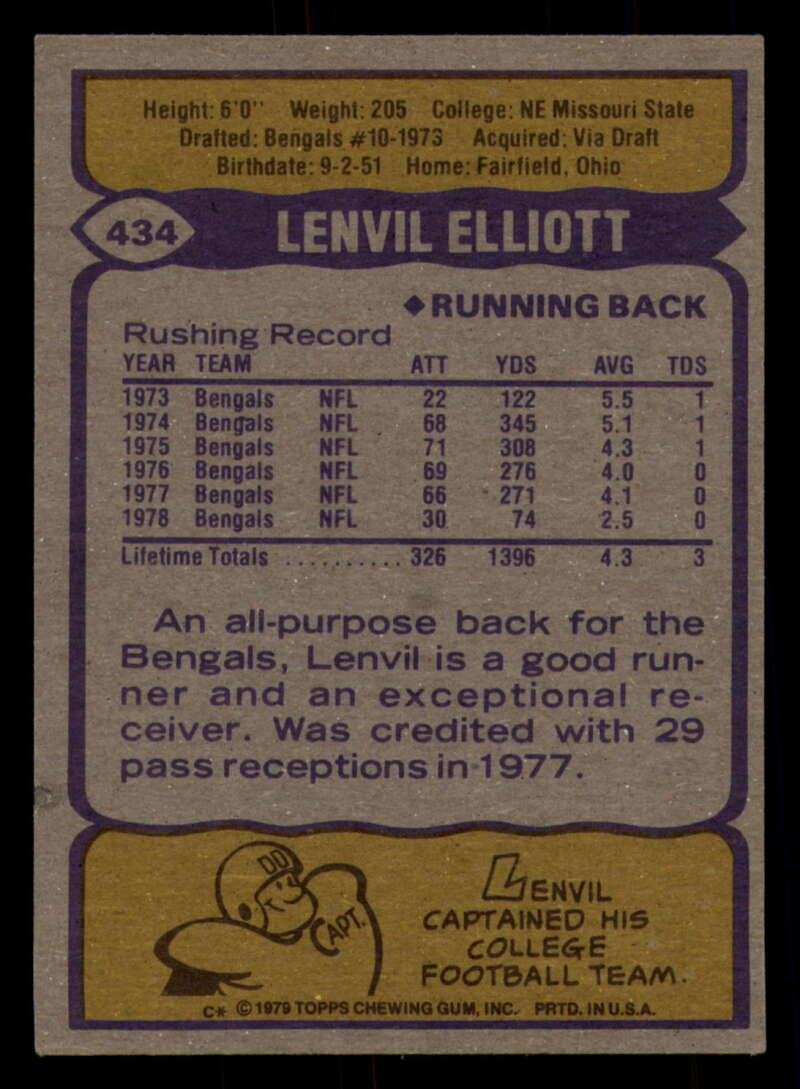 Height: 6'0" Weight: 205 College: NE Missouri State
Drafted: Bengals #10-1973 Acquired: Via Draft
Birthdate: 9-2-51 Home: Fairfield, Ohio
434 LENVIL ELLIOTT
◆RUNNING BACK
Rushing Record
YEAR TEAM ATT YDS AVG TDS
1973 Bengals NFL 22 122 5.5 1
1974 Bengals NFL 68 345 5.1 1
1975 Bengals NFL 71 308 4.3 1
1976 Bengals NFL 69 276 4.0 0
1977 Bengals NFL 66 271 4.1 0
1978 Bengals NFL 30 74 2.5 0
Lifetime Totals .......... 326 1396 4.3 3
An all-purpose back for the
Bengals, Lenvil is a good run-
ner and an exceptional re-
ceiver. Was credited with 29
pass receptions in 1977.
DD
CAPT.
LENVIL
CAPTAINED HIS
COLLEGE
FOOTBALL TEAM.
C* © 1979 TOPPS CHEWING GUM, INC. PRTD. IN U.S.A.